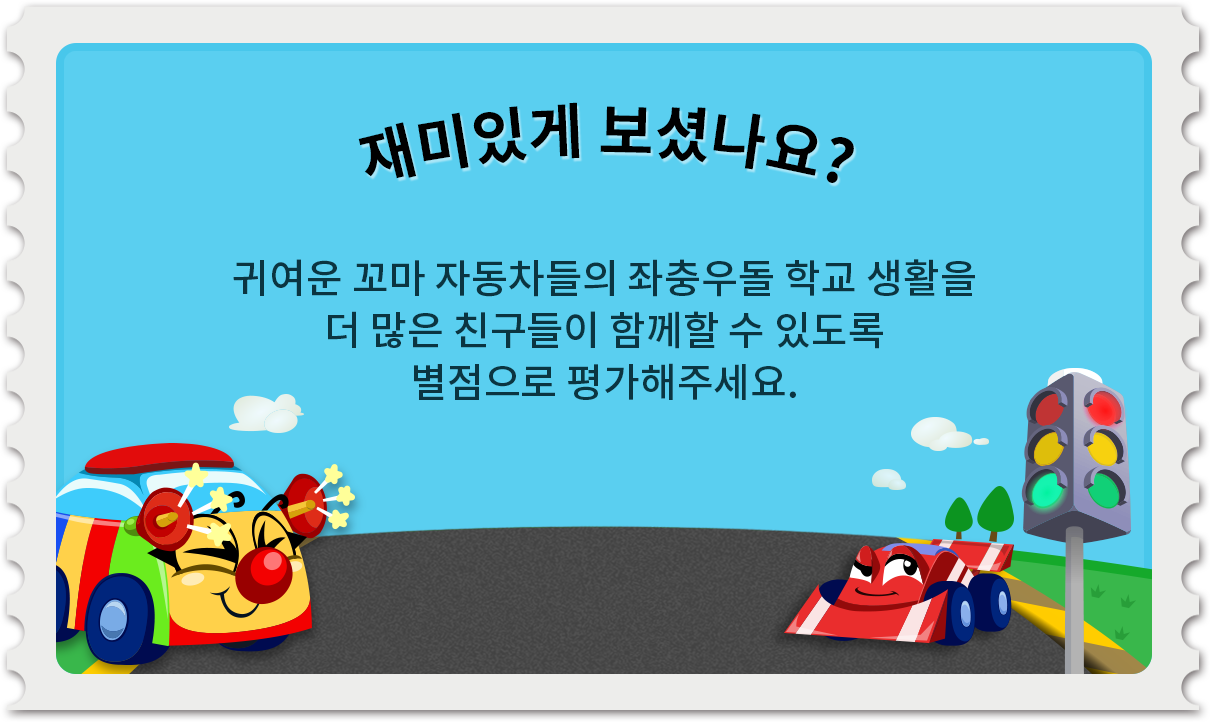 재미있게 보셨나요?
귀여운 꼬마 자동차들의 좌충우돌 학교 생활을
더 많은 친구들이 함께할 수 있도록
별점으로 평가해주세요.